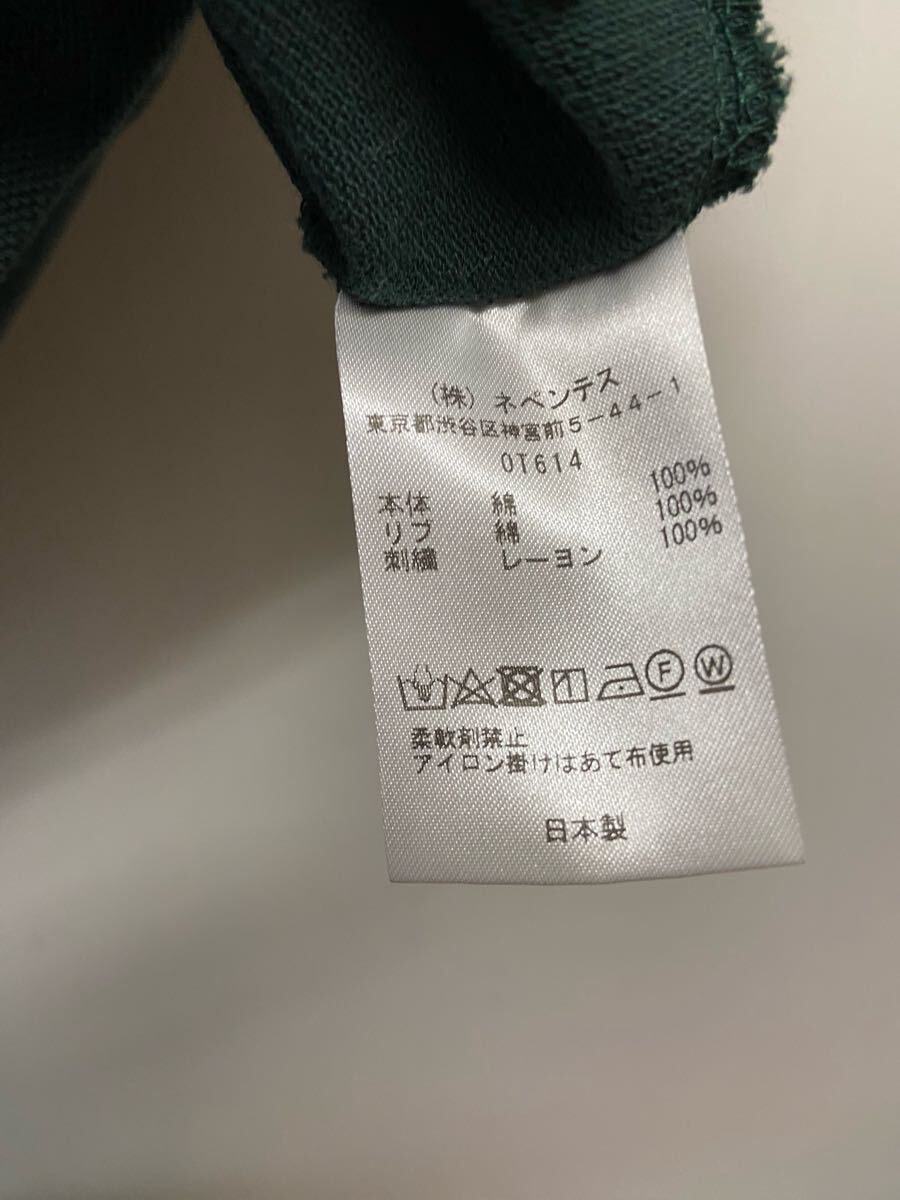 (株) ネペンテス
東京都渋谷区神宮前5-44-1
OT614
本体 綿 100%
リブ 綿 100%
刺繍 レーヨン 100%
F W
柔軟剤禁止
アイロン掛けはあて布使用
日本製